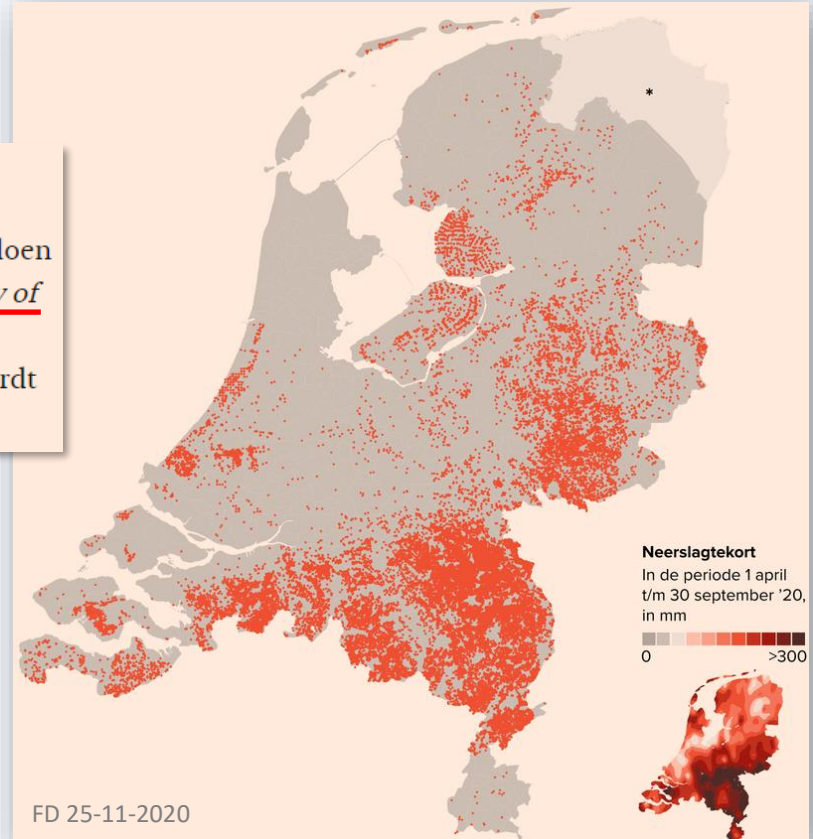 y of
rdt
*
Neerslagtekort
In de periode 1 april
t/m 30 september ’20,
in mm
0 >300
FD 25-11-2020